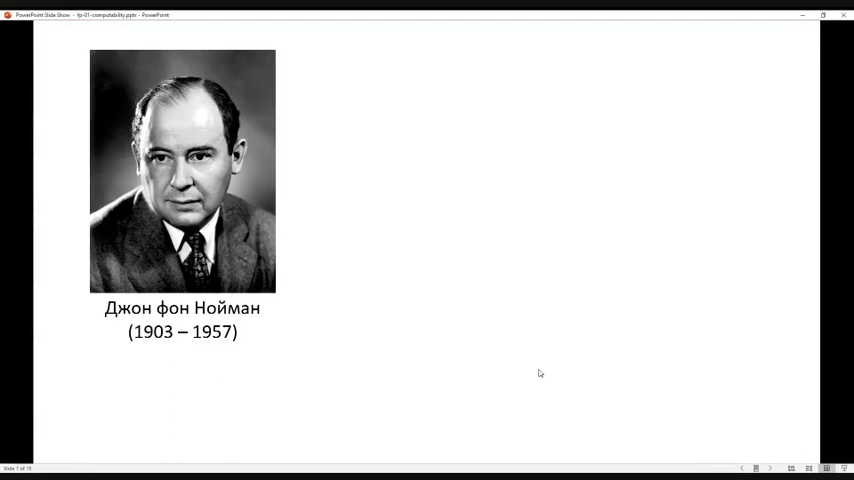 PowerPoint Slide Show - fp-01-computability.pptx - PowerPoint
Джон фон Нойман
(1903 – 1957)
Slide 7 of 15